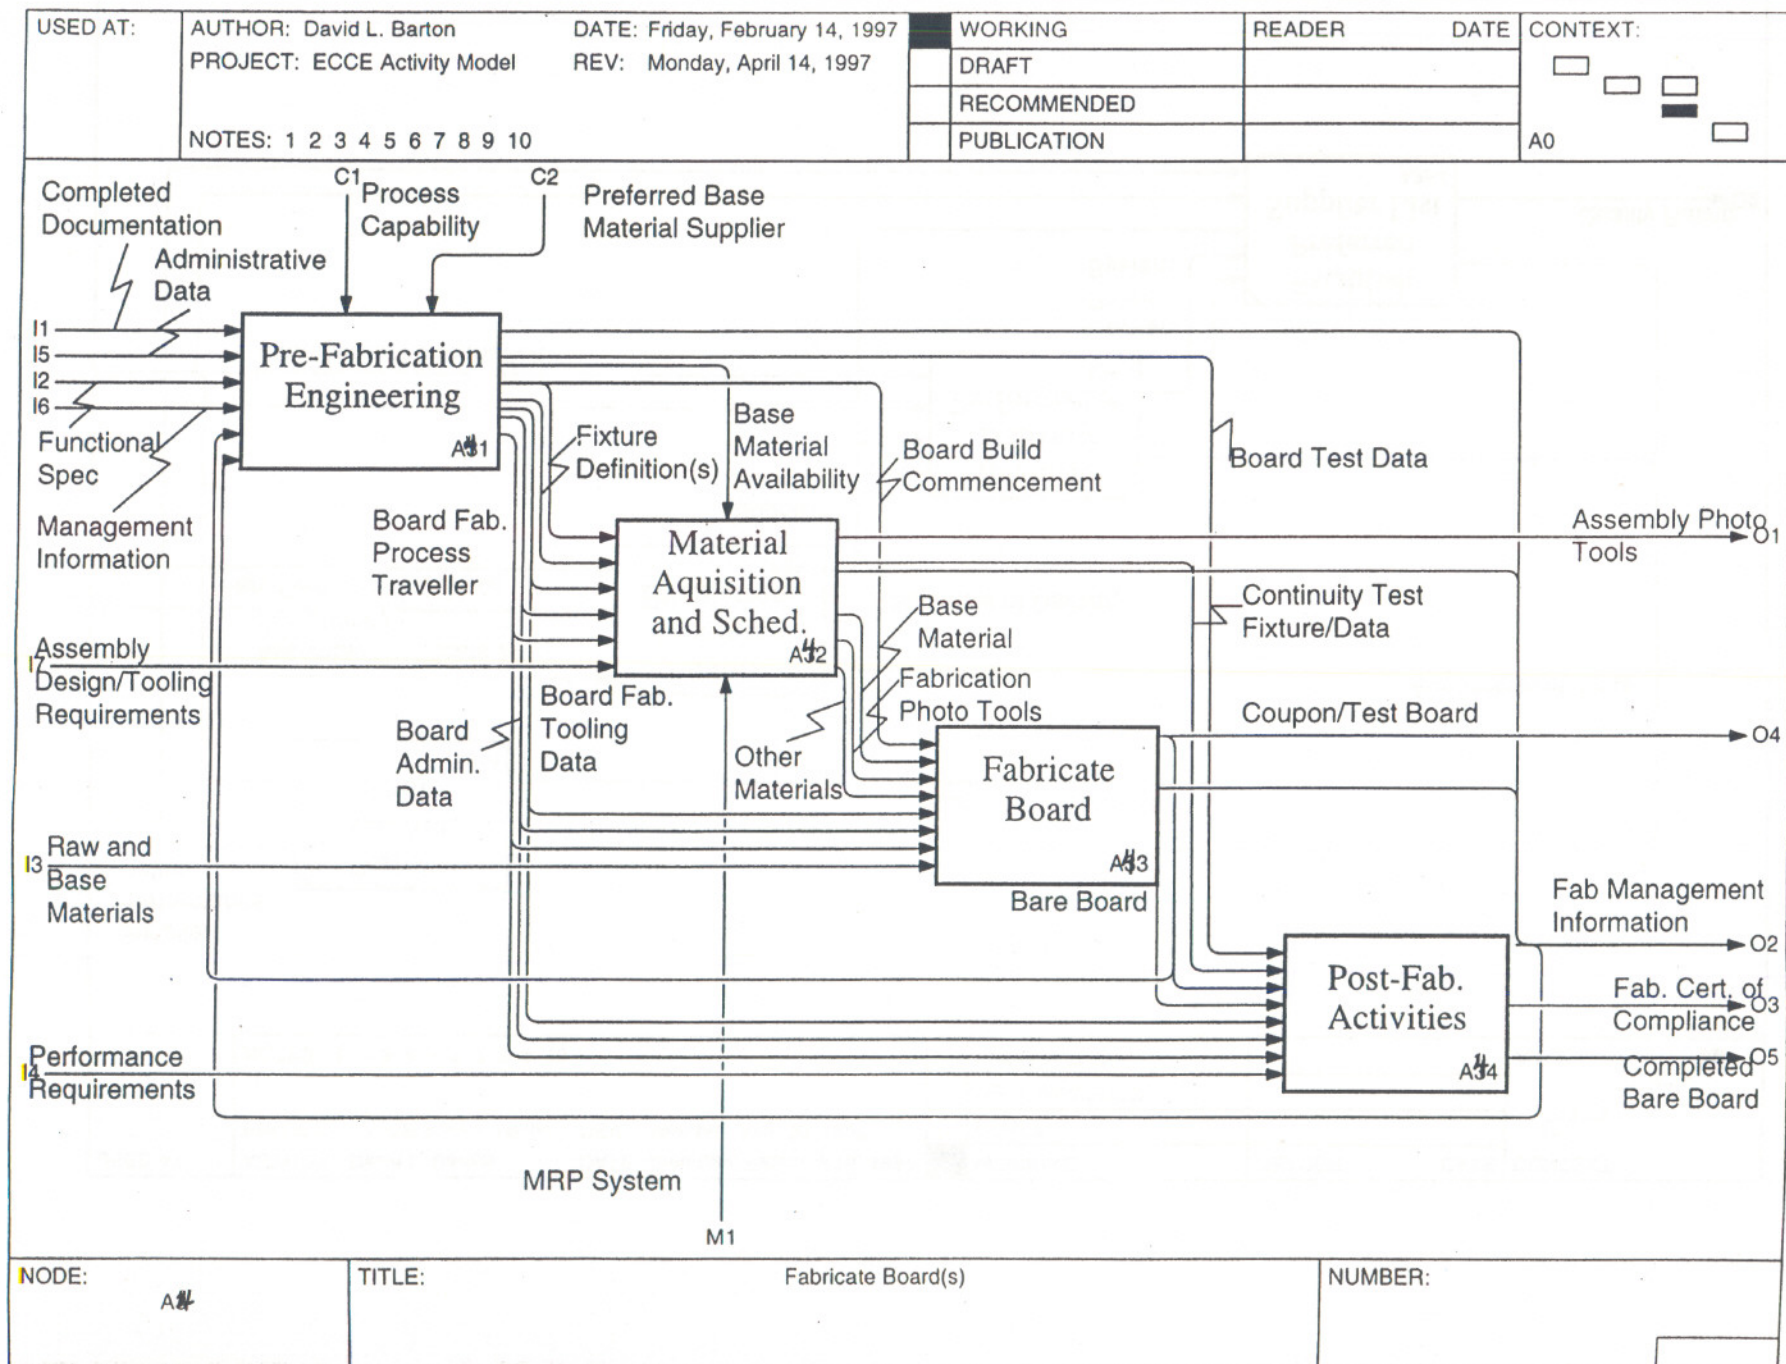 USED AT:
AUTHOR: David L. Barton
DATE: Friday, February 14, 1997
PROJECT: ECCE Activity Model
REV: Monday, April 14, 1997
NOTES: 1 2 3 4 5 6 7 8 9 10
WORKING
DRAFT
RECOMMENDED
PUBLICATION
READER DATE
CONTEXT:
A0
C1
Process
Capability
C2
Preferred Base
Material Supplier
Completed
Documentation
Administrative
Data
I1
I5
I2
I6
Functional
Spec
Management
Information
Pre-Fabrication
Engineering
A41
Fixture
Definition(s)
Base
Material
Availability
Board Build
Commencement
Board Test Data
Board Fab.
Process
Traveller
Material
Aquisition
and Sched.
A42
Assembly Photo
Tools
O1
Continuity Test
Fixture/Data
Base
Material
Fabrication
Photo Tools
I7
Assembly
Design/Tooling
Requirements
Board
Admin.
Data
Board Fab.
Tooling
Data
Other
Materials
Coupon/Test Board
O4
Fabricate
Board
A43
Bare Board
I3
Raw and
Base
Materials
Fab Management
Information
O2
Post-Fab.
Activities
A44
Fab. Cert. of
Compliance
O3
Completed
Bare Board
O5
I4
Performance
Requirements
MRP System
M1
NODE:
A4
TITLE:
Fabricate Board(s)
NUMBER: